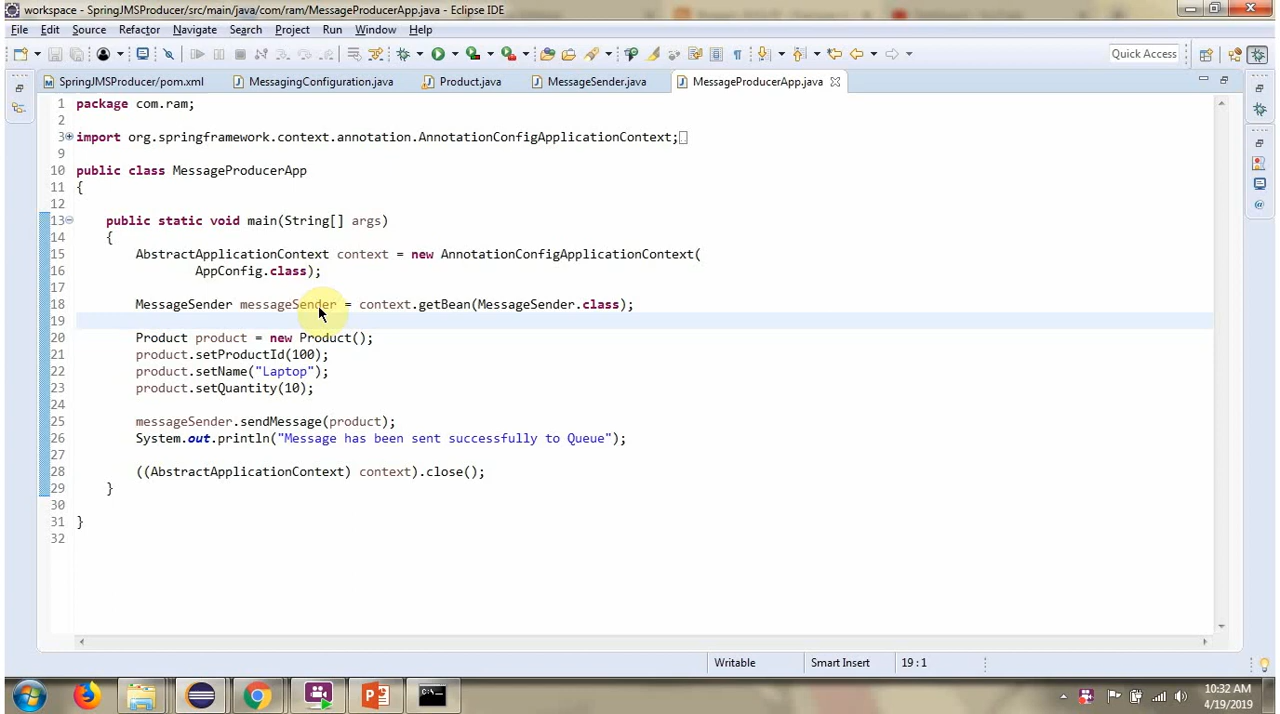 workspace - SpringJMSProducer/src/main/java/com/ram/MessageProducerApp.java - Eclipse IDE
File Edit Source Refactor Navigate Search Project Run Window Help
Quick Access
SpringJMSProducer/pom.xml MessagingConfiguration.java Product.java MessageSender.java MessageProducerApp.java
1 package com.ram;
2
3 import org.springframework.context.annotation.AnnotationConfigApplicationContext;
9
10 public class MessageProducerApp
11 {
12
13 public static void main(String[] args)
14 {
15 AbstractApplicationContext context = new AnnotationConfigApplicationContext(
16 AppConfig.class);
17
18 MessageSender messageSender = context.getBean(MessageSender.class);
19
20 Product product = new Product();
21 product.setProductId(100);
22 product.setName("Laptop");
23 product.setQuantity(10);
24
25 messageSender.sendMessage(product);
26 System.out.println("Message has been sent successfully to Queue");
27
28 ((AbstractApplicationContext) context).close();
29 }
30
31 }
32
Writable Smart Insert 19 : 1
10:32 AM
4/19/2019